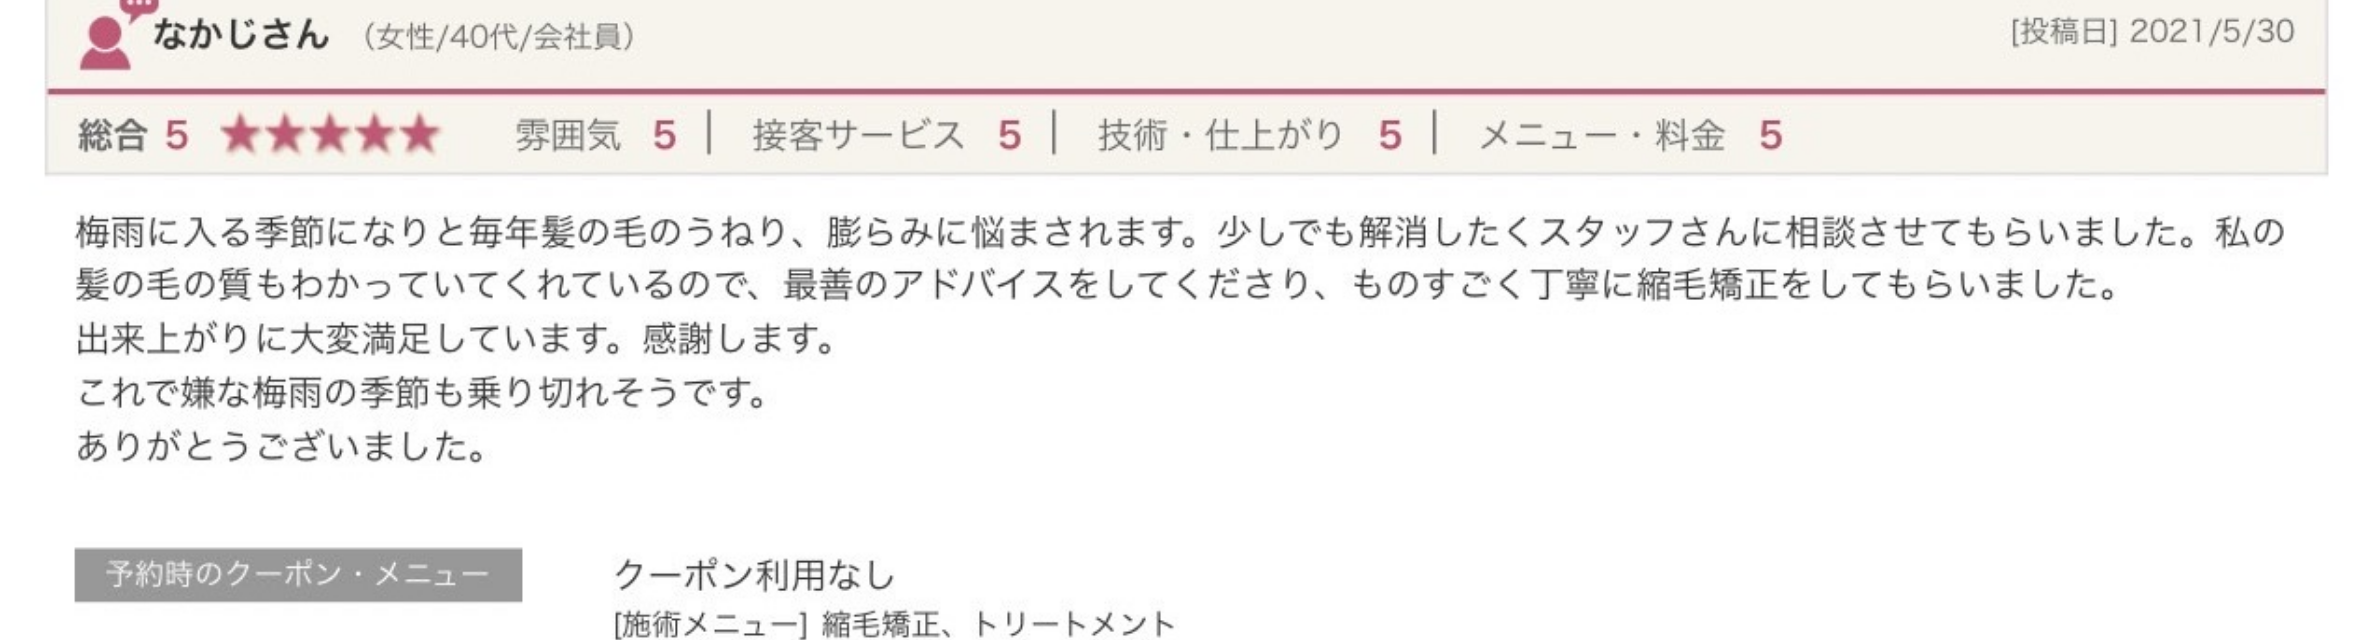 なかじさん （女性/40代/会社員） [投稿日] 2021/5/30
総合 5 ★★★★★ 雰囲気 5 | 接客サービス 5 | 技術・仕上がり 5 | メニュー・料金 5
梅雨に入る季節になりと毎年髪の毛のうねり、膨らみに悩まされます。少しでも解消したくスタッフさんに相談させてもらいました。私の
髪の毛の質もわかっていてくれているので、最善のアドバイスをしてくださり、ものすごく丁寧に縮毛矯正をしてもらいました。
出来上がりに大変満足しています。感謝します。
これで嫌な梅雨の季節も乗り切れそうです。
ありがとうございました。
予約時のクーポン・メニュー クーポン利用なし
[施術メニュー] 縮毛矯正、トリートメント